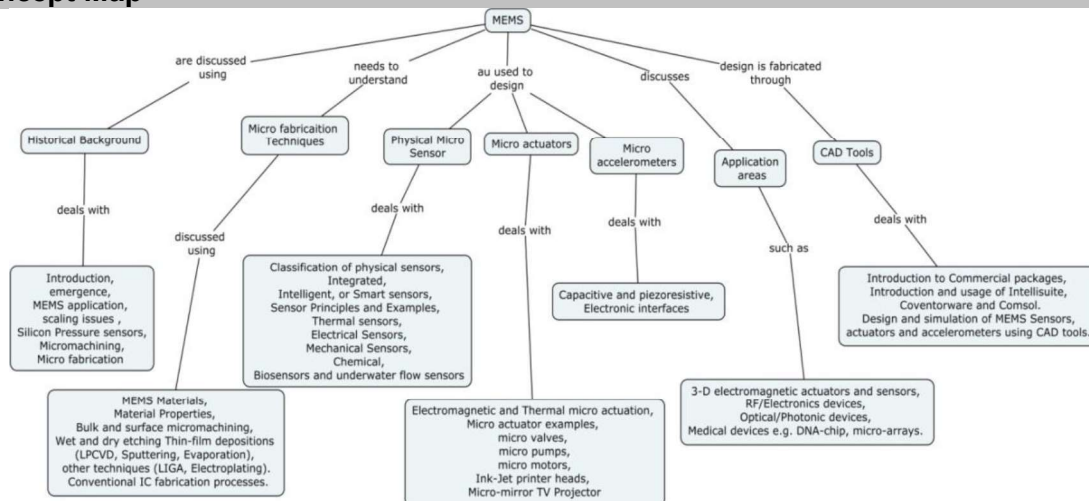 MEMS
are discussed
using
needs to
understand
au used to
design
discusses
design is fabricated
through
Historical Background
Micro fabricaition
Techniques
Physical Micro
Sensor
Micro actuators
Micro
accelerometers
Application
areas
CAD Tools
deals with
discussed
using
deals with
deals with
deals with
such as
deals with
Introduction,
emergence,
MEMS application,
scaling issues ,
Silicon Pressure sensors,
Micromachining,
Micro fabrication
MEMS Materials,
Material Properties,
Bulk and surface micromachining,
Wet and dry etching Thin-film depositions
(LPCVD, Sputtering, Evaporation),
other techniques (LIGA, Electroplating).
Conventional IC fabrication processes.
Classification of physical sensors,
Integrated,
Intelligent, or Smart sensors,
Sensor Principles and Examples,
Thermal sensors,
Electrical Sensors,
Mechanical Sensors,
Chemical,
Biosensors and underwater flow sensors
Electromagnetic and Thermal micro actuation,
Micro actuator examples,
micro valves,
micro pumps,
micro motors,
Ink-Jet printer heads,
Micro-mirror TV Projector
Capacitive and piezoresistive,
Electronic interfaces
3-D electromagnetic actuators and sensors,
RF/Electronics devices,
Optical/Photonic devices,
Medical devices e.g. DNA-chip, micro-arrays.
Introduction to Commercial packages,
Introduction and usage of Intellisuite,
Coventorware and Comsol.
Design and simulation of MEMS Sensors,
actuators and accelerometers using CAD tools.